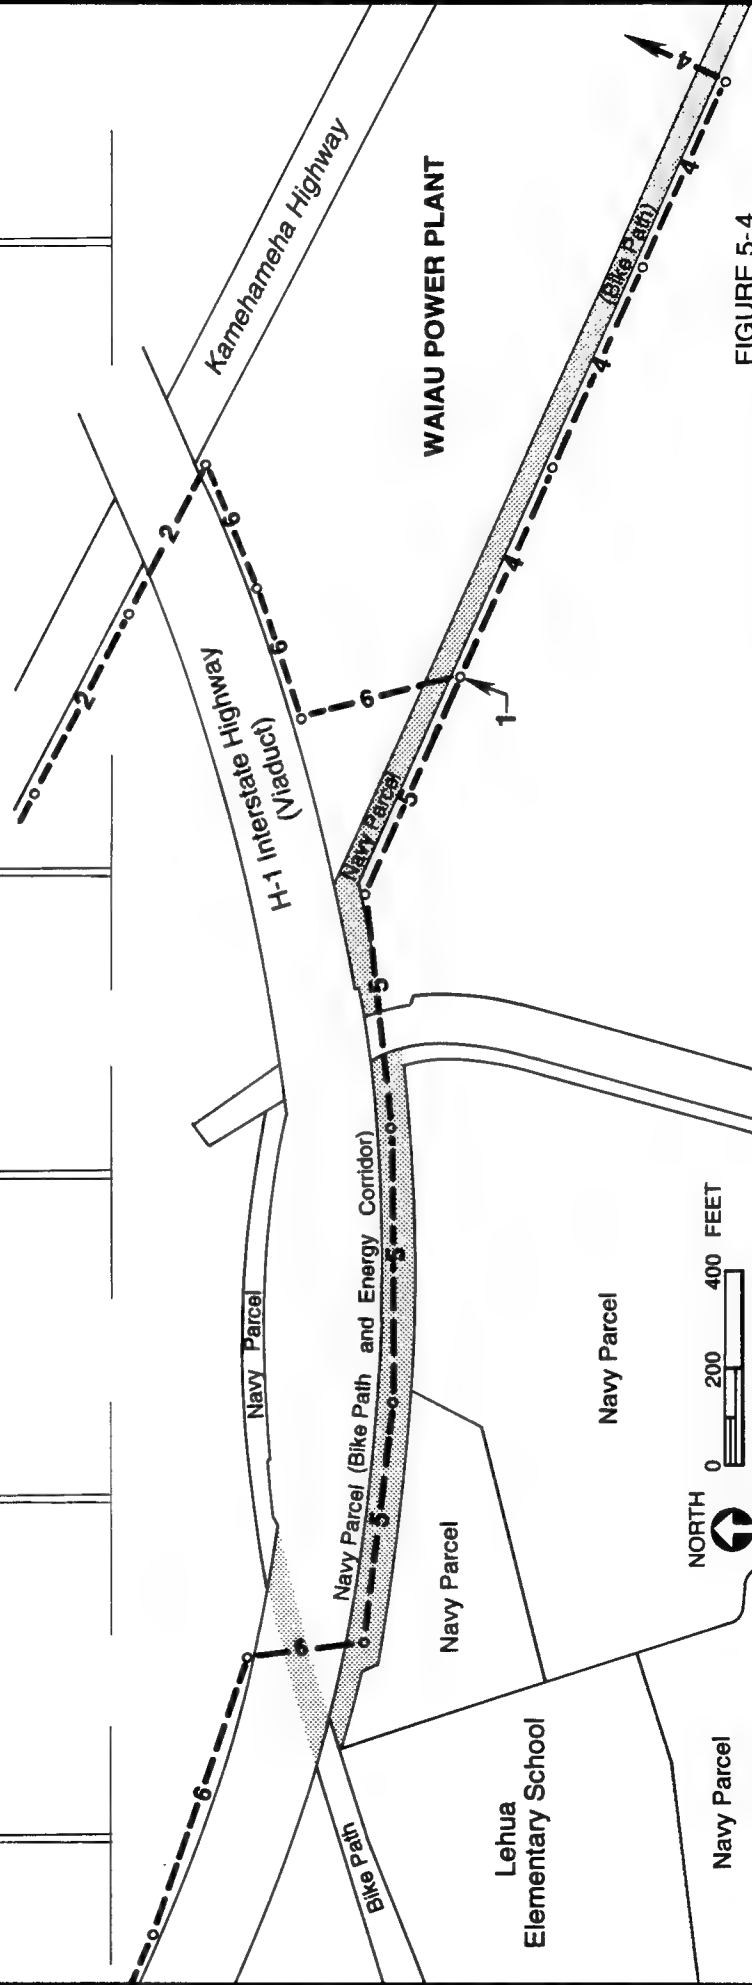 2
2
Kamehameha Highway
H-1 Interstate Highway
(Viaduct)
6
6
6
WAIAU POWER PLANT
4
4
4
4
(Bike Path)
1
Navy Parcel
5
5
5
5
Navy Parcel
Navy Parcel (Bike Path and Energy Corridor)
6
6
Bike Path
Lehua
Elementary School
Navy Parcel
Navy Parcel
Navy Parcel
NORTH
0 200 400 FEET
FIGURE 5-4